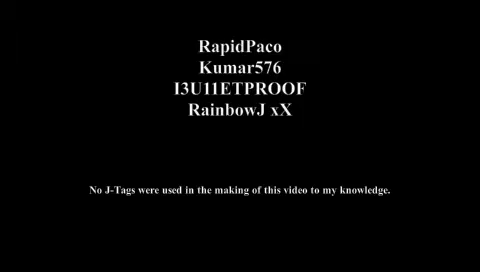 RapidPaco
Kumar576
I3U11ETPROOF
RainbowJ xX
No J-Tags were used in the making of this video to my knowledge.